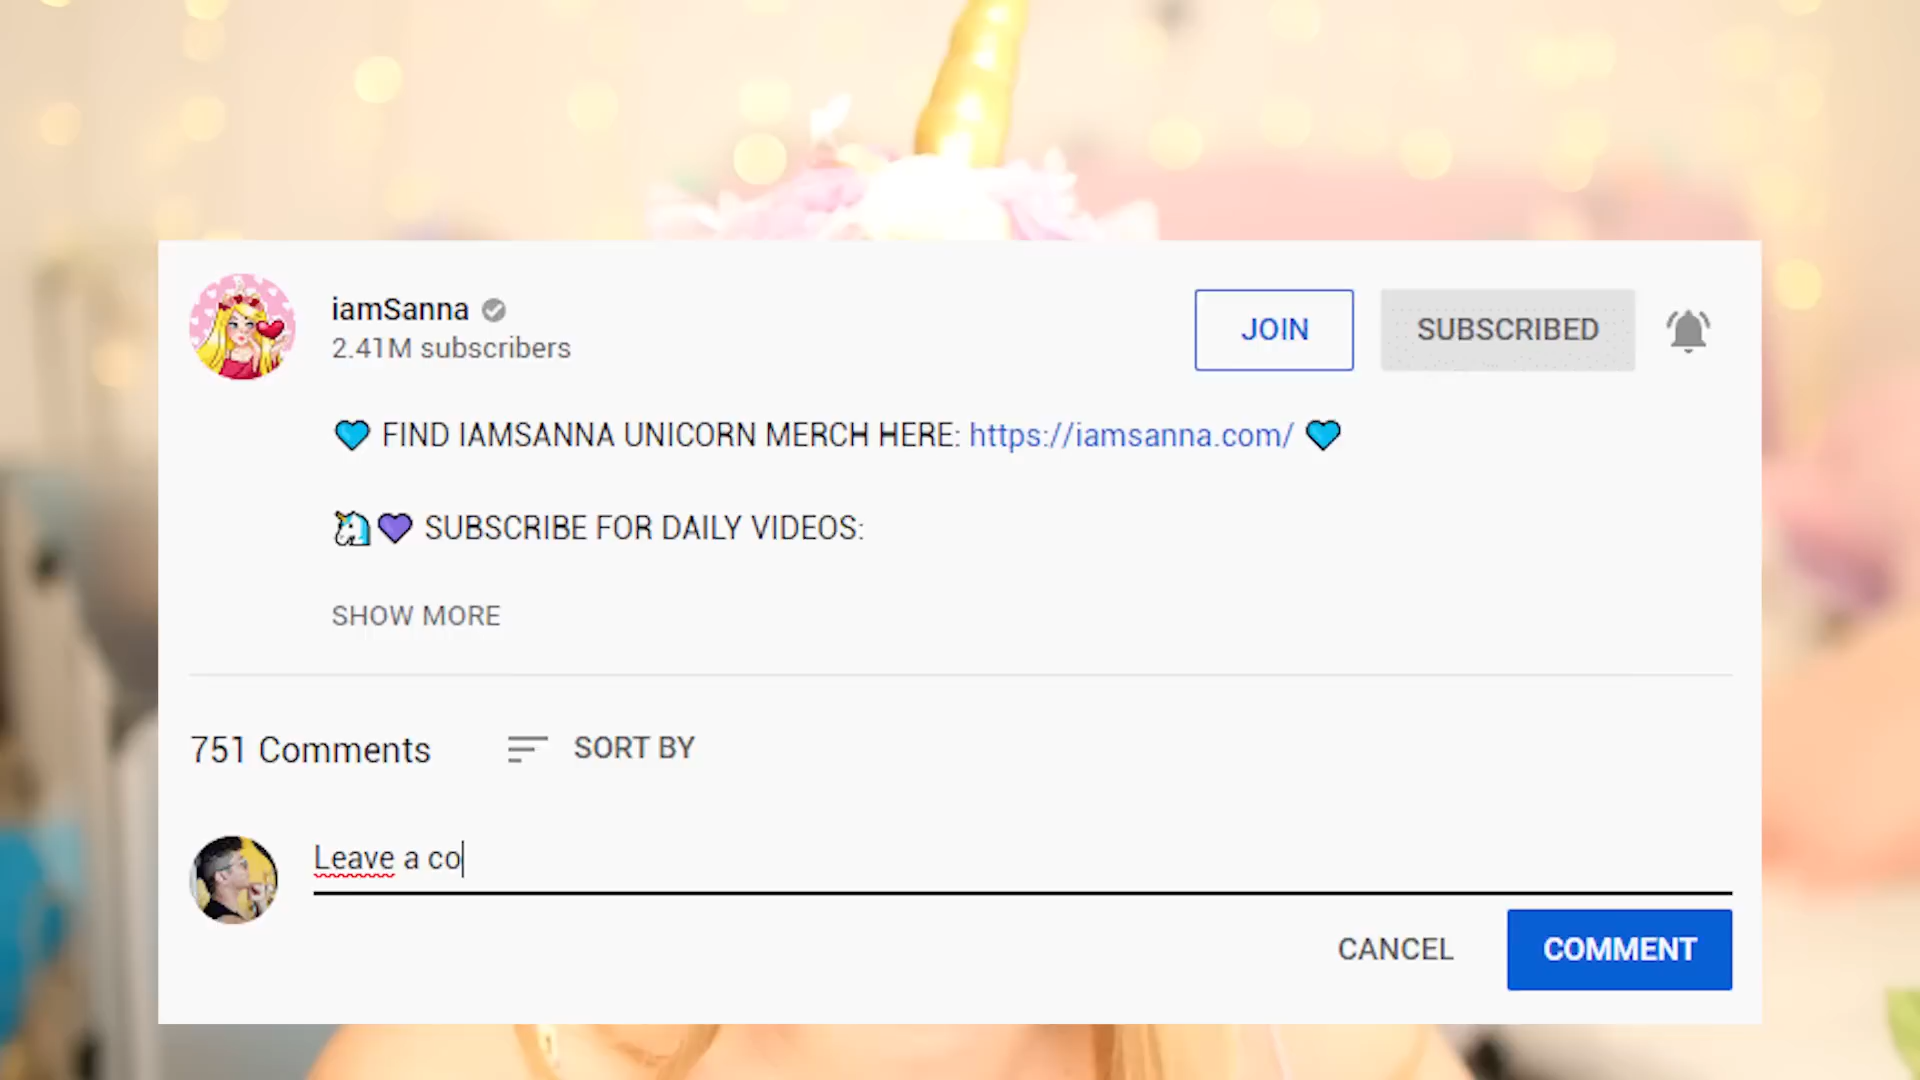 iamSanna
2.41M subscribers
JOIN
SUBSCRIBED
💙 FIND IAMSANNA UNICORN MERCH HERE: https://iamsanna.com/ 💙
🦄💜 SUBSCRIBE FOR DAILY VIDEOS:
SHOW MORE
751 Comments
SORT BY
Leave a co
CANCEL
COMMENT